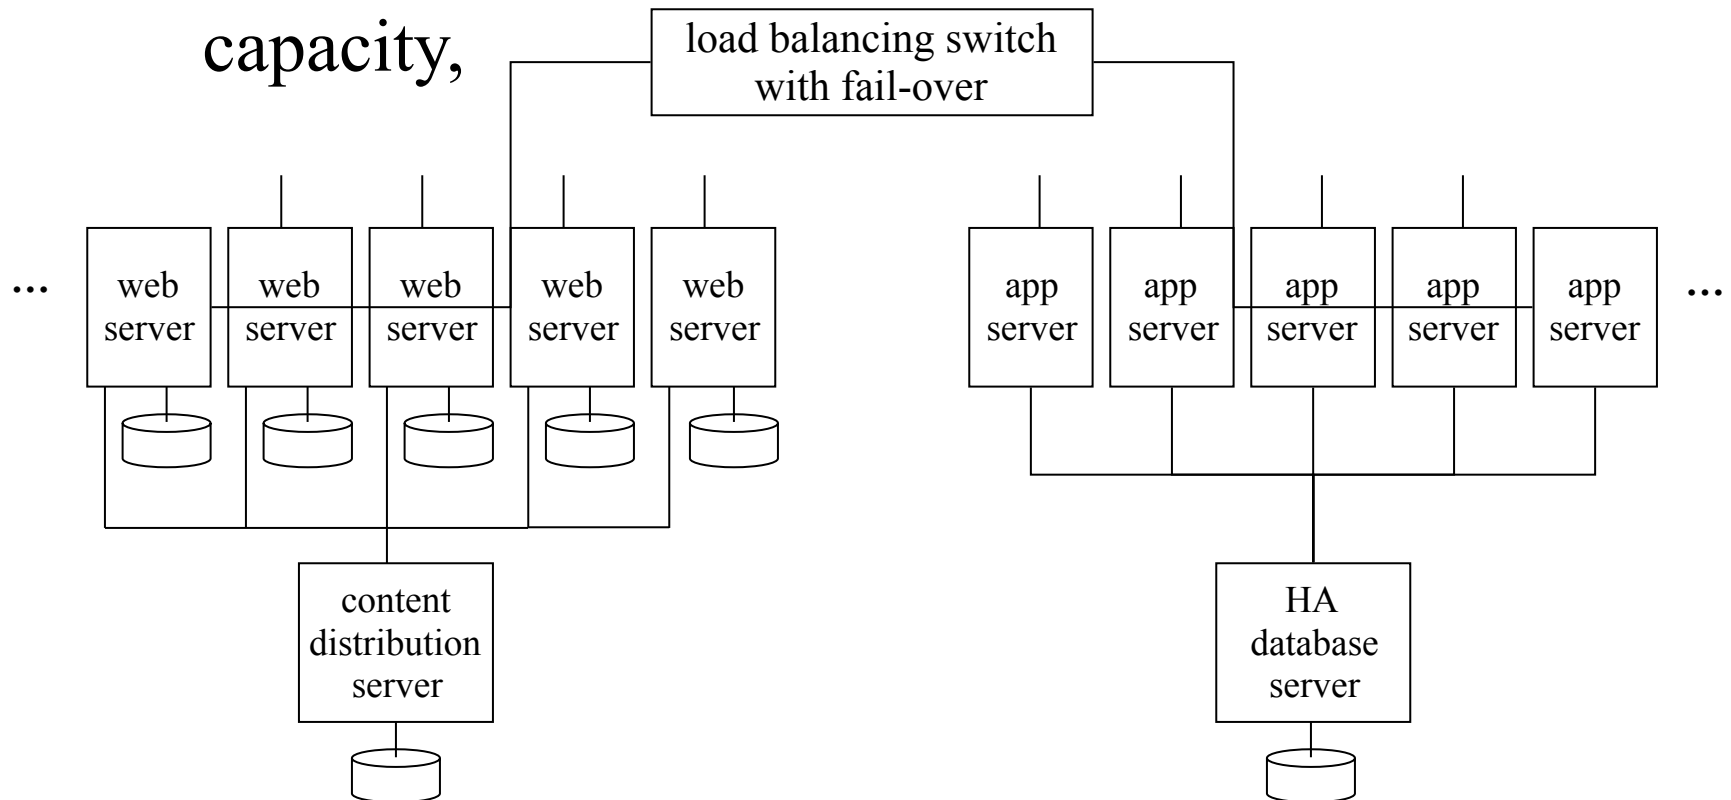 capacity,
load balancing switch
with fail-over
...
web
server
web
server
web
server
web
server
web
server
app
server
app
server
app
server
app
server
app
server
...
content
distribution
server
HA
database
server